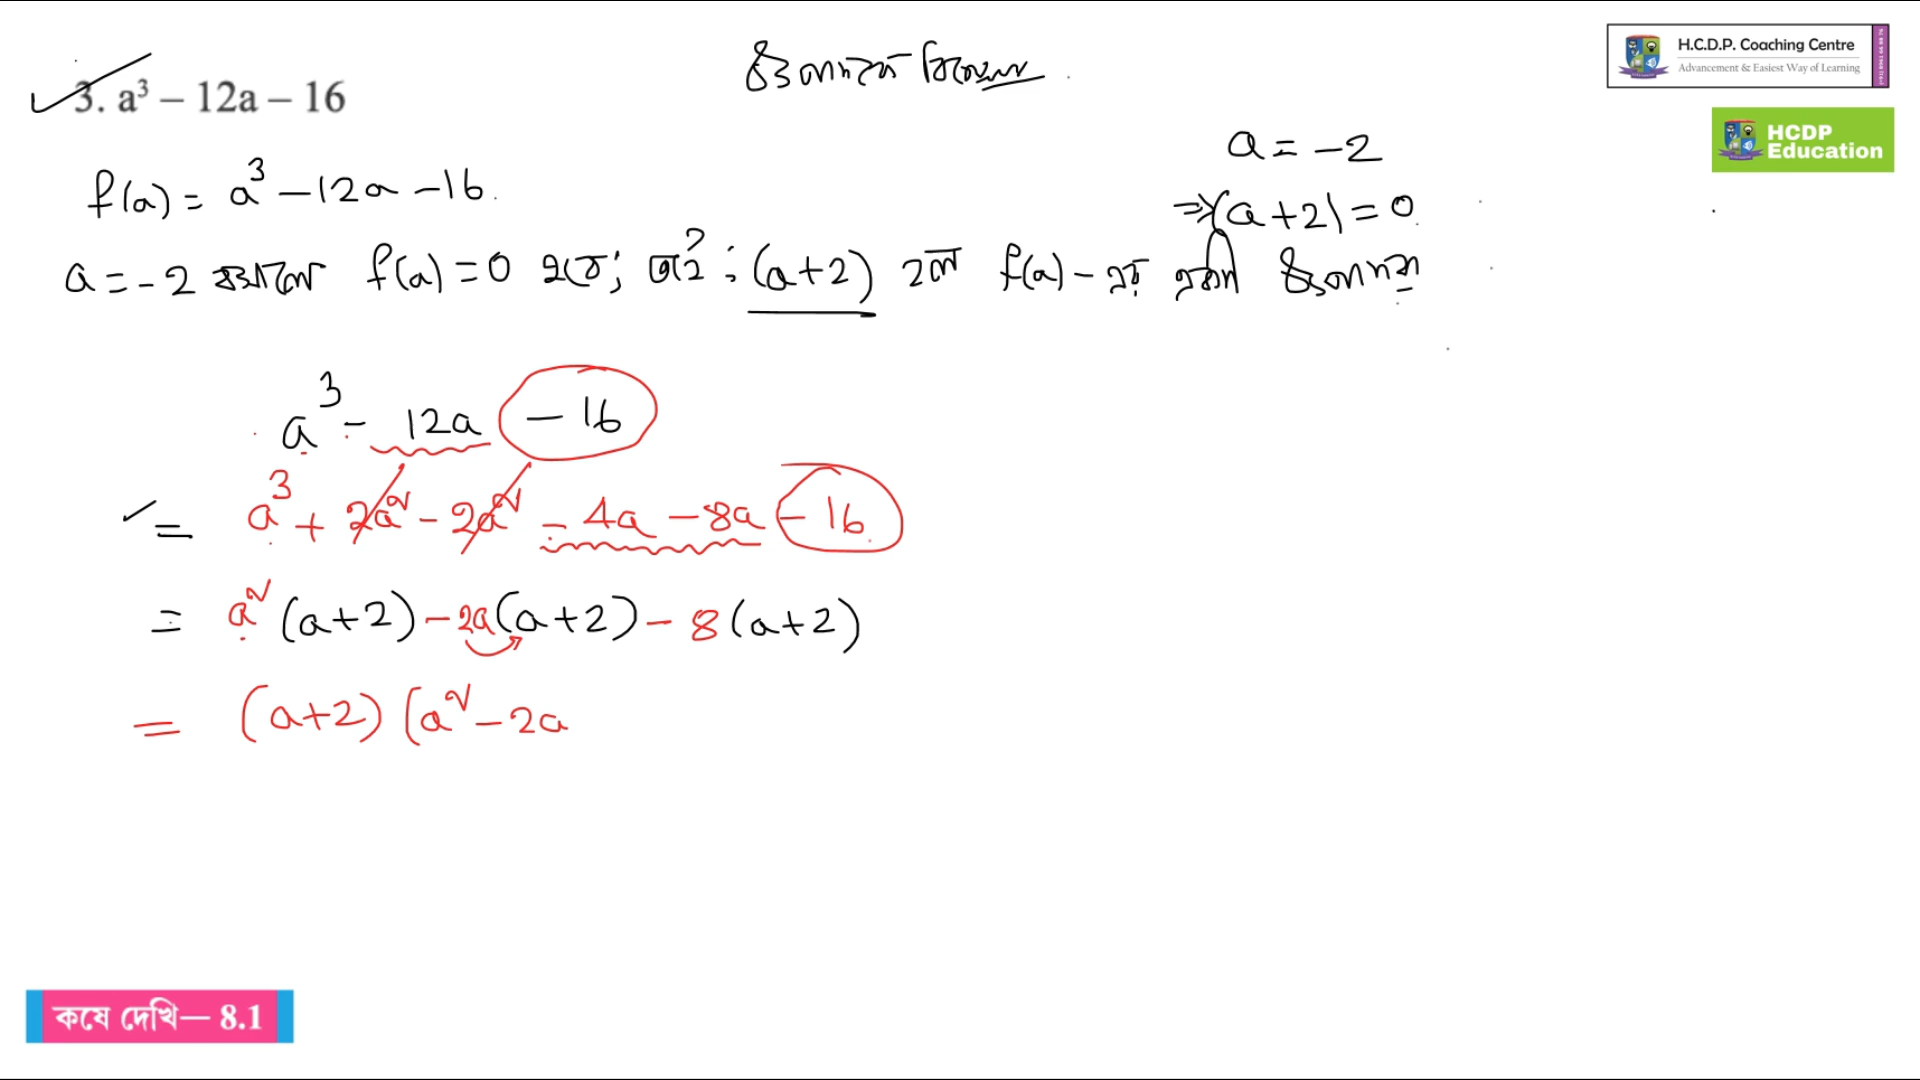 উৎপাদকে বিশ্লেষণ
H.C.D.P. Coaching Centre
Advancement & Easiest Way of Learning
HCDP
Education
3. a³ – 12a – 16
f(a) = a³ – 12a – 16.
a = -2
⇒ (a+2) = 0
a = -2 বসালে f(a) = 0 হবে; তাই ; (a+2) হল f(a) - এর একটি উৎপাদক
a³ - 12a - 16
= a³ + 2a² - 2a² - 4a - 8a - 16
= a² (a+2) - 2a (a+2) - 8 (a+2)
= (a+2) (a² - 2a
কষে দেখি— 8.1